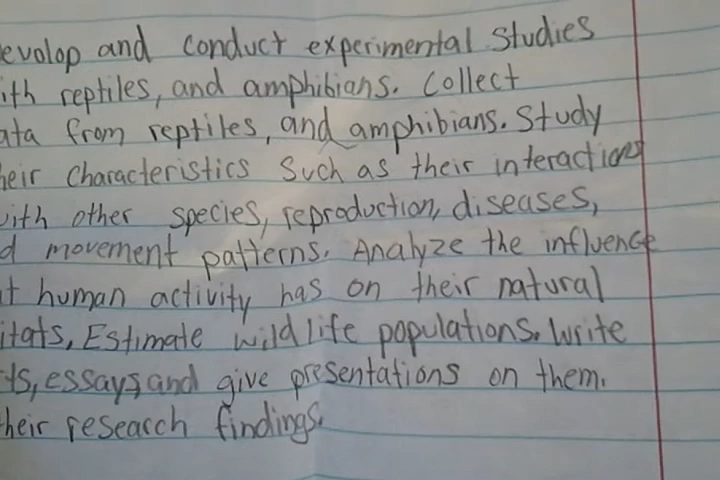 evolop and conduct experimental studies
ith reptiles, and amphibians. Collect
ata from reptiles, and amphibians. Study
heir characteristics Such as their interactions
with other species, reproduction, diseases,
d movement patterns. Analyze the influence
t human activity has on their natural
itats, Estimate wildlife populations. Write
ts, essays, and give presentations on them.
heir research findings.